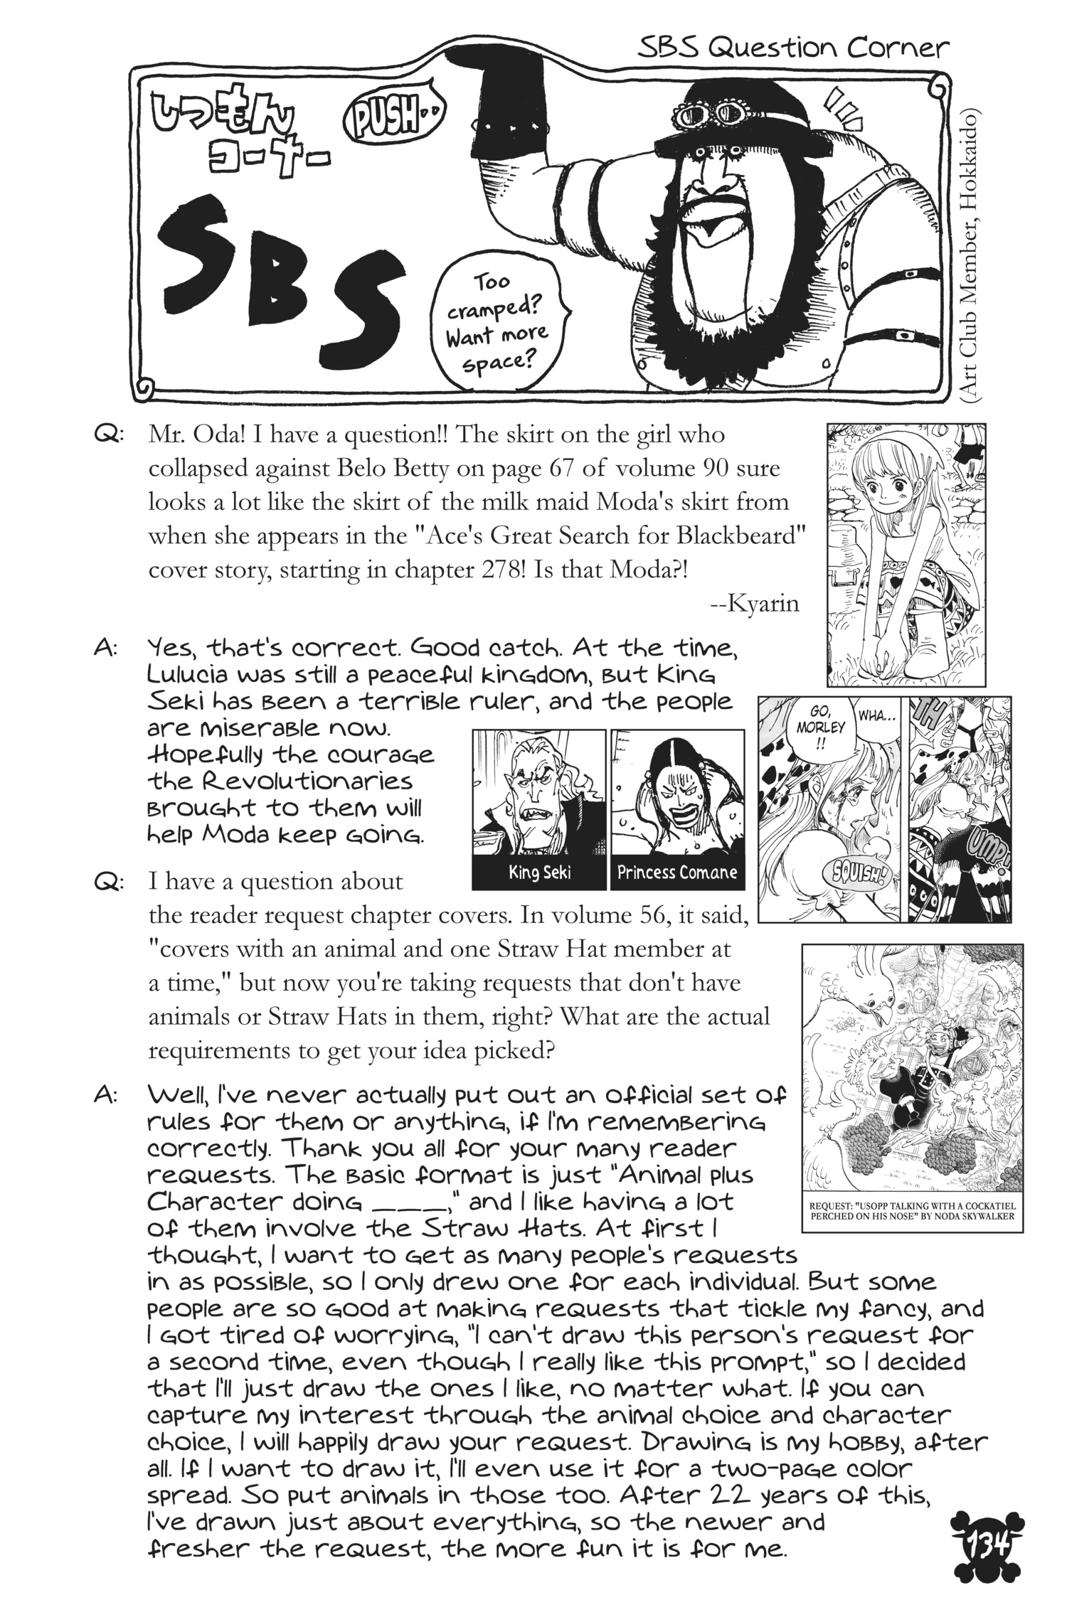 SBS Question Corner
しつもん
コーナー
PUSH..
SBS
Too
cramped?
Want more
space?
(Art Club Member, Hokkaido)
Q: Mr. Oda! I have a question!! The skirt on the girl who
collapsed against Belo Betty on page 67 of volume 90 sure
looks a lot like the skirt of the milk maid Moda's skirt from
when she appears in the "Ace's Great Search for Blackbeard"
cover story, starting in chapter 278! Is that Moda?!
--Kyarin
A: Yes, that's correct. Good catch. At the time,
Lulucia was still a peaceful kingdom, but King
Seki has been a terrible ruler, and the people
are miserable now.
Hopefully the courage
the Revolutionaries
brought to them will
help Moda keep going.
King Seki
Princess Comane
GO,
MORLEY
!!
WHA...
SQUISH!
UMP!
Q: I have a question about
the reader request chapter covers. In volume 56, it said,
"covers with an animal and one Straw Hat member at
a time," but now you're taking requests that don't have
animals or Straw Hats in them, right? What are the actual
requirements to get your idea picked?
A: Well, I've never actually put out an official set of
rules for them or anything, if I'm remembering
correctly. Thank you all for your many reader
requests. The basic format is just "Animal plus
Character doing ___," and I like having a lot
of them involve the Straw Hats. At first I
thought, I want to get as many people's requests
in as possible, so I only drew one for each individual. But some
people are so good at making requests that tickle my fancy, and
I got tired of worrying, "I can't draw this person's request for
a second time, even though I really like this prompt," so I decided
that I'll just draw the ones I like, no matter what. If you can
capture my interest through the animal choice and character
choice, I will happily draw your request. Drawing is my hobby, after
all. If I want to draw it, I'll even use it for a two-page color
spread. So put animals in those too. After 22 years of this,
I've drawn just about everything, so the newer and
fresher the request, the more fun it is for me.
REQUEST: "USOPP TALKING WITH A COCKATIEL
PERCHED ON HIS NOSE" BY NODA SKYWALKER
134